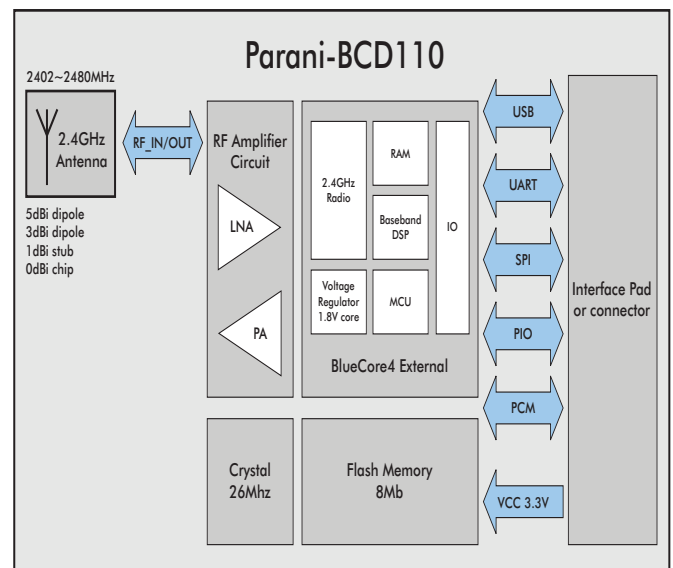 Parani-BCD110
2402~2480MHz
2.4GHz
Antenna
5dBi dipole
3dBi dipole
1dBi stub
0dBi chip
RF_IN/OUT
RF Amplifier
Circuit
LNA
PA
2.4GHz
Radio
RAM
Baseband
DSP
IO
Voltage
Regulator
1.8V core
MCU
BlueCore4 External
Crystal
26Mhz
Flash Memory
8Mb
USB
UART
SPI
PIO
PCM
VCC 3.3V
Interface Pad
or connector